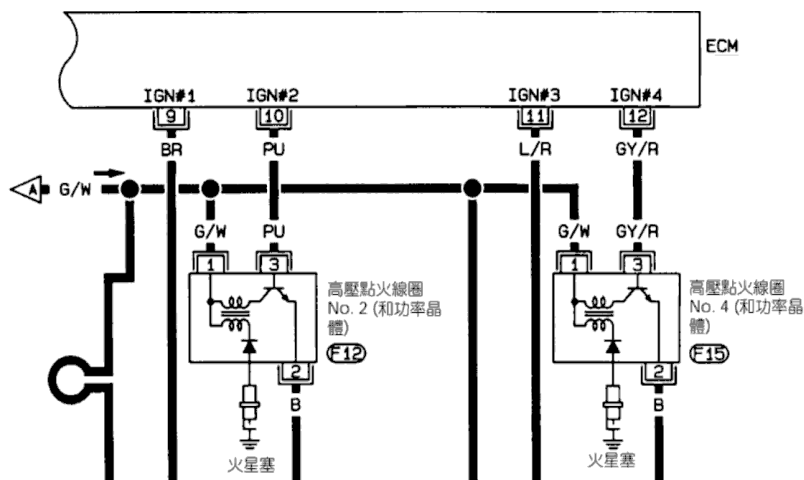 ECM
IGN#1 IGN#2 IGN#3 IGN#4
9 10 11 12
BR PU L/R GY/R
A G/W
G/W PU G/W GY/R
1 3 1 3
高壓點火線圈
No. 2 (和功率晶
體)
F12
高壓點火線圈
No. 4 (和功率晶
體)
F15
2 2
B B
火星塞 火星塞